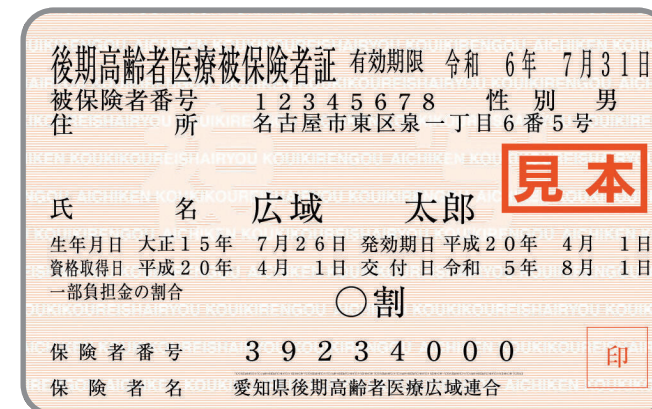 後期高齢者医療被保険者証 有効期限 令和 6年 7月31日
被保険者番号 12345678 性別 男
住所 名古屋市東区泉一丁目6番5号
見本
氏名 広域 太郎
生年月日 大正15年 7月26日 発効期日 平成20年 4月 1日
資格取得日 平成20年 4月 1日 交付日 令和 5年 8月 1日
一部負担金の割合
〇割
保険者番号 39234000
印
保険者名 愛知県後期高齢者医療広域連合